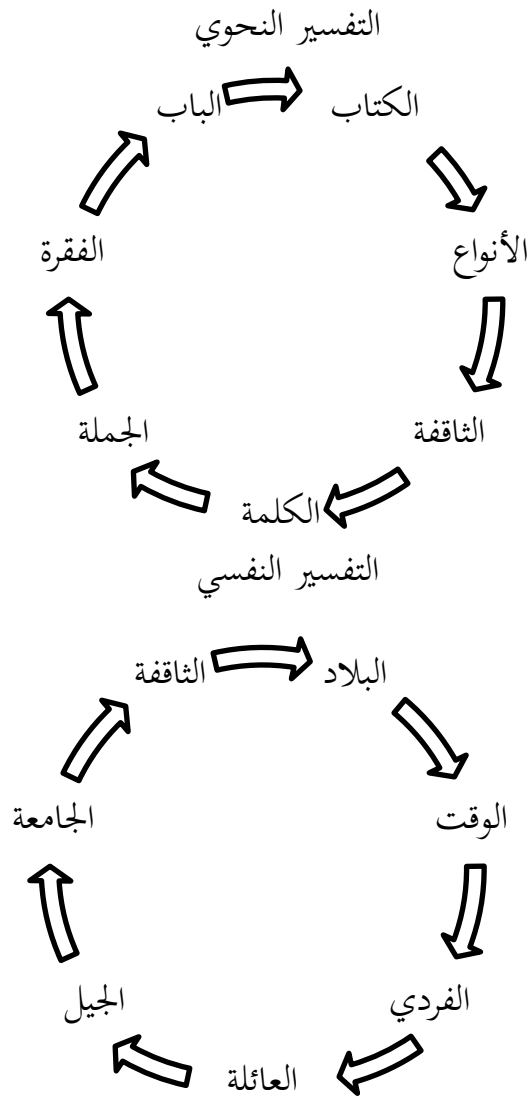 التفسير النحوي
الباب الكتاب
الفقرة الأنواع
الجملة الثاقفة
الكلمة
التفسير النفسي
الثاقفة البلاد
الجامعة الوقت
الجيل الفردي
العائلة